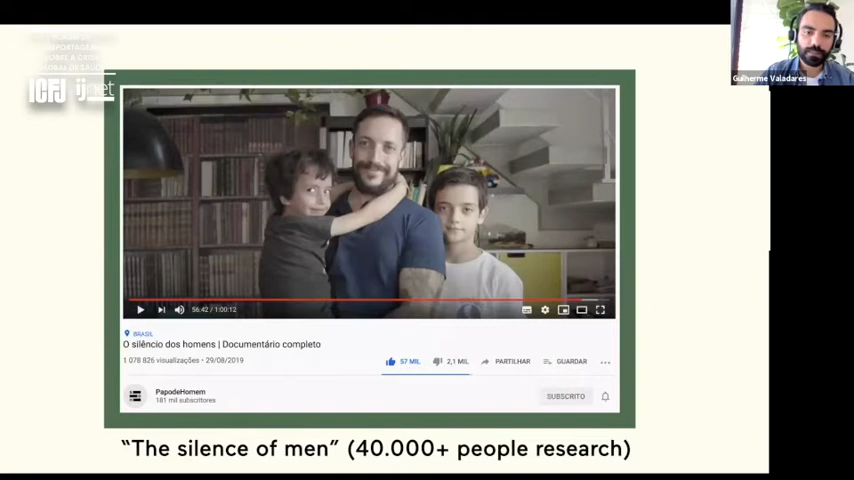 ICFJ ijnet
Guilherme Valadares
56:42 / 1:00:12
BRASIL
O silêncio dos homens | Documentário completo
1 078 826 visualizações • 29/08/2019
57 MIL
2,1 MIL
PARTILHAR
GUARDAR
PapodeHomem
181 mil subscritores
SUBSCRITO
“The silence of men” (40.000+ people research)